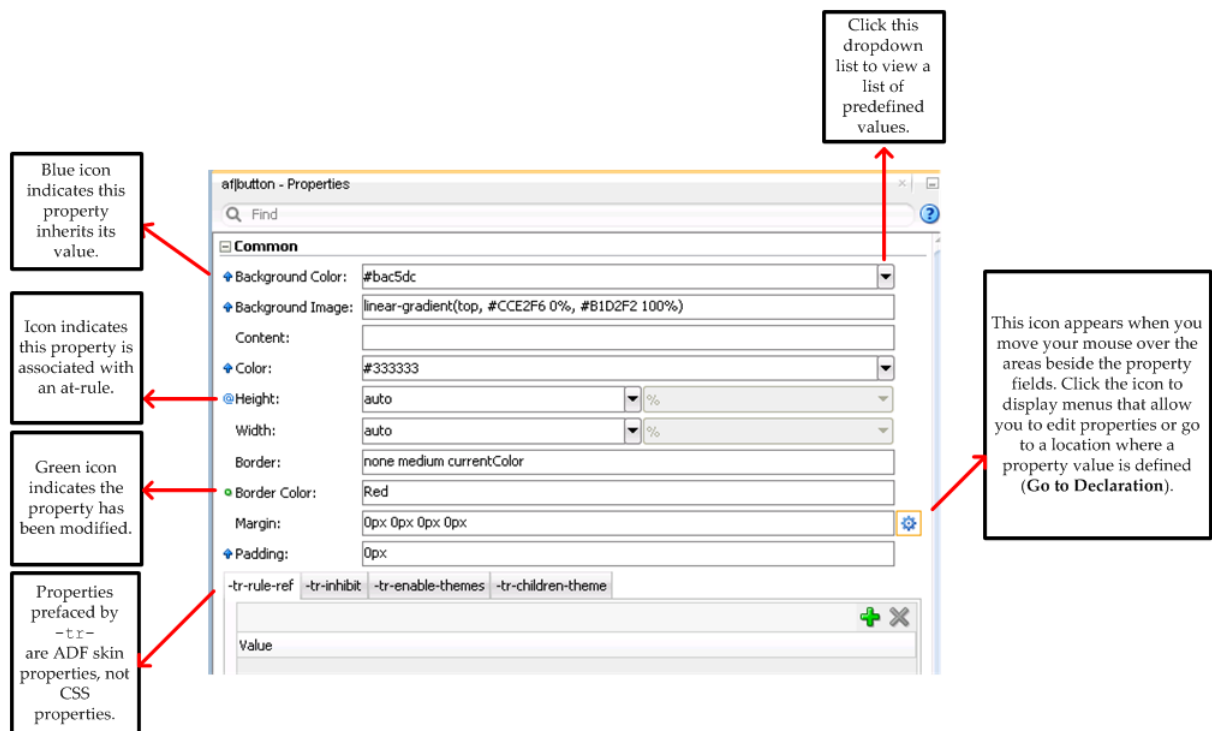 Click this
dropdown
list to view a
list of
predefined
values.
Blue icon
indicates this
property
inherits its
value.
Icon indicates
this property is
associated with
an at-rule.
Green icon
indicates the
property has
been modified.
Properties
prefaced by
-tr-
are ADF skin
properties, not
CSS
properties.
af|button - Properties
Find
Common
Background Color: #bac5dc
Background Image: linear-gradient(top, #CCE2F6 0%, #B1D2F2 100%)
Content:
Color: #333333
@Height: auto %
Width: auto %
Border: none medium currentColor
Border Color: Red
Margin: 0px 0px 0px 0px
Padding: 0px
-tr-rule-ref -tr-inhibit -tr-enable-themes -tr-children-theme
Value
This icon appears when you
move your mouse over the
areas beside the property
fields. Click the icon to
display menus that allow
you to edit properties or go
to a location where a
property value is defined
(Go to Declaration).